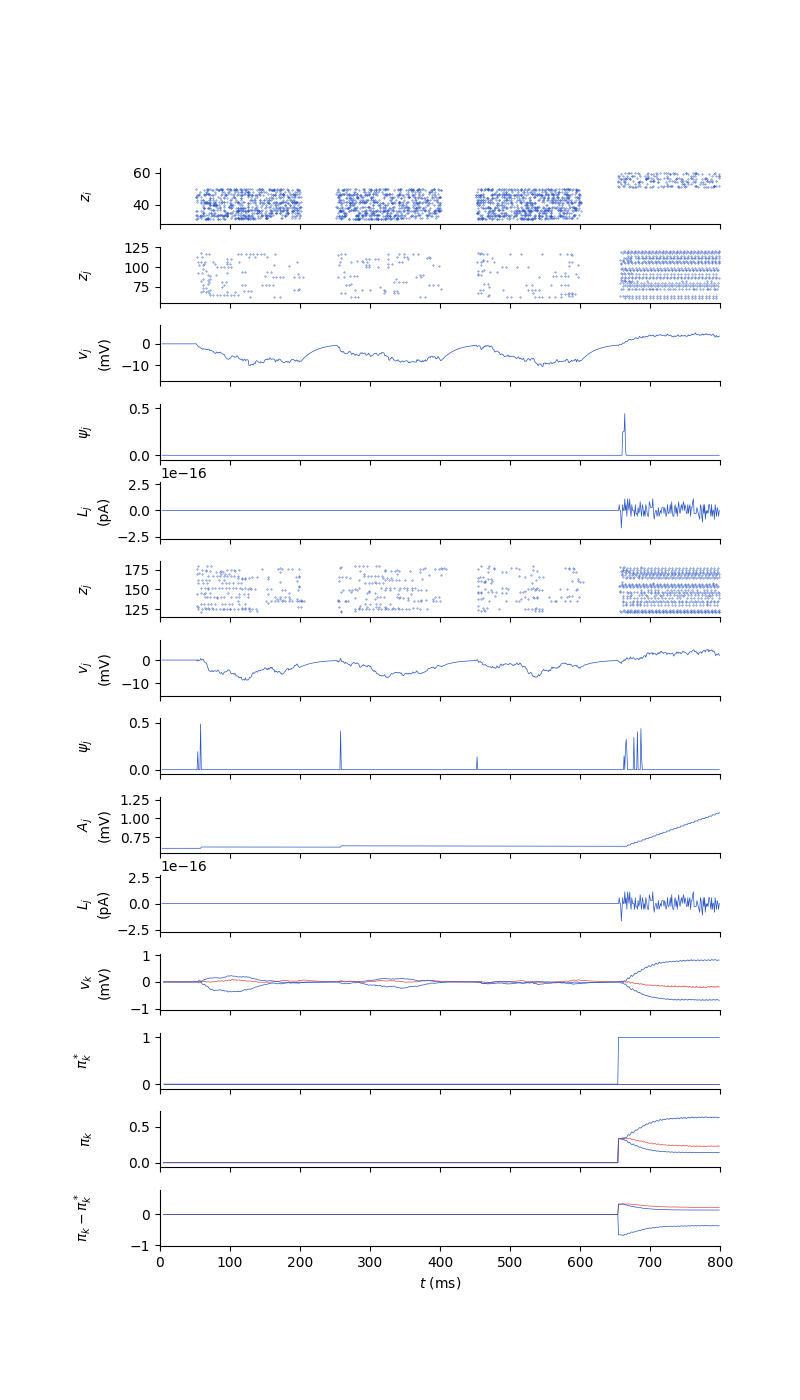 60
40
z_i
125
100
75
z_j
0
−10
v_j
(mV)
0.5
0.0
ψ_j
1e−16
2.5
0.0
−2.5
L_j
(pA)
175
150
125
z_j
0
−10
v_j
(mV)
0.5
0.0
ψ_j
1.25
1.00
0.75
A_j
(mV)
1e−16
2.5
0.0
−2.5
L_j
(pA)
1
0
−1
v_k
(mV)
1
0
π_k^*
0.5
0.0
π_k
0
−1
π_k − π_k^*
0 100 200 300 400 500 600 700 800
t (ms)